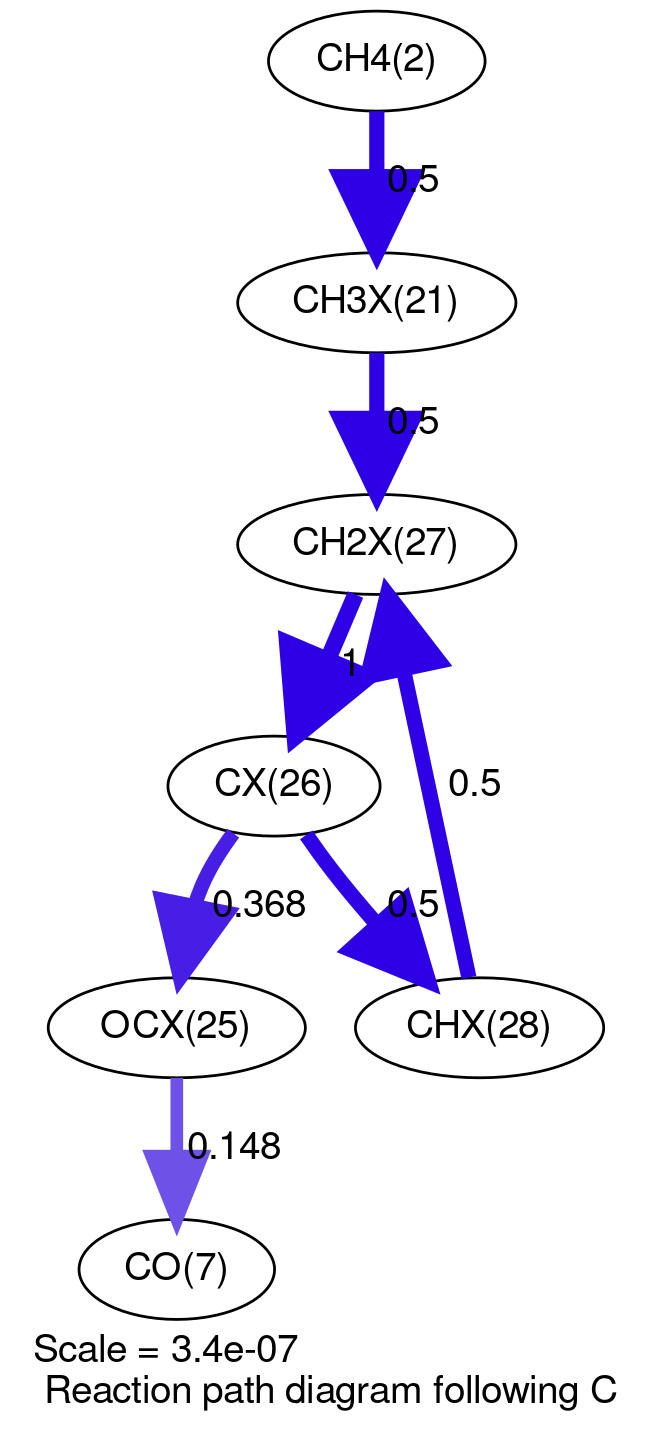 CH4(2)
0.5
CH3X(21)
0.5
CH2X(27)
1
CX(26)
0.5
0.368
0.5
OCX(25)
CHX(28)
0.148
CO(7)
Scale = 3.4e-07
Reaction path diagram following C